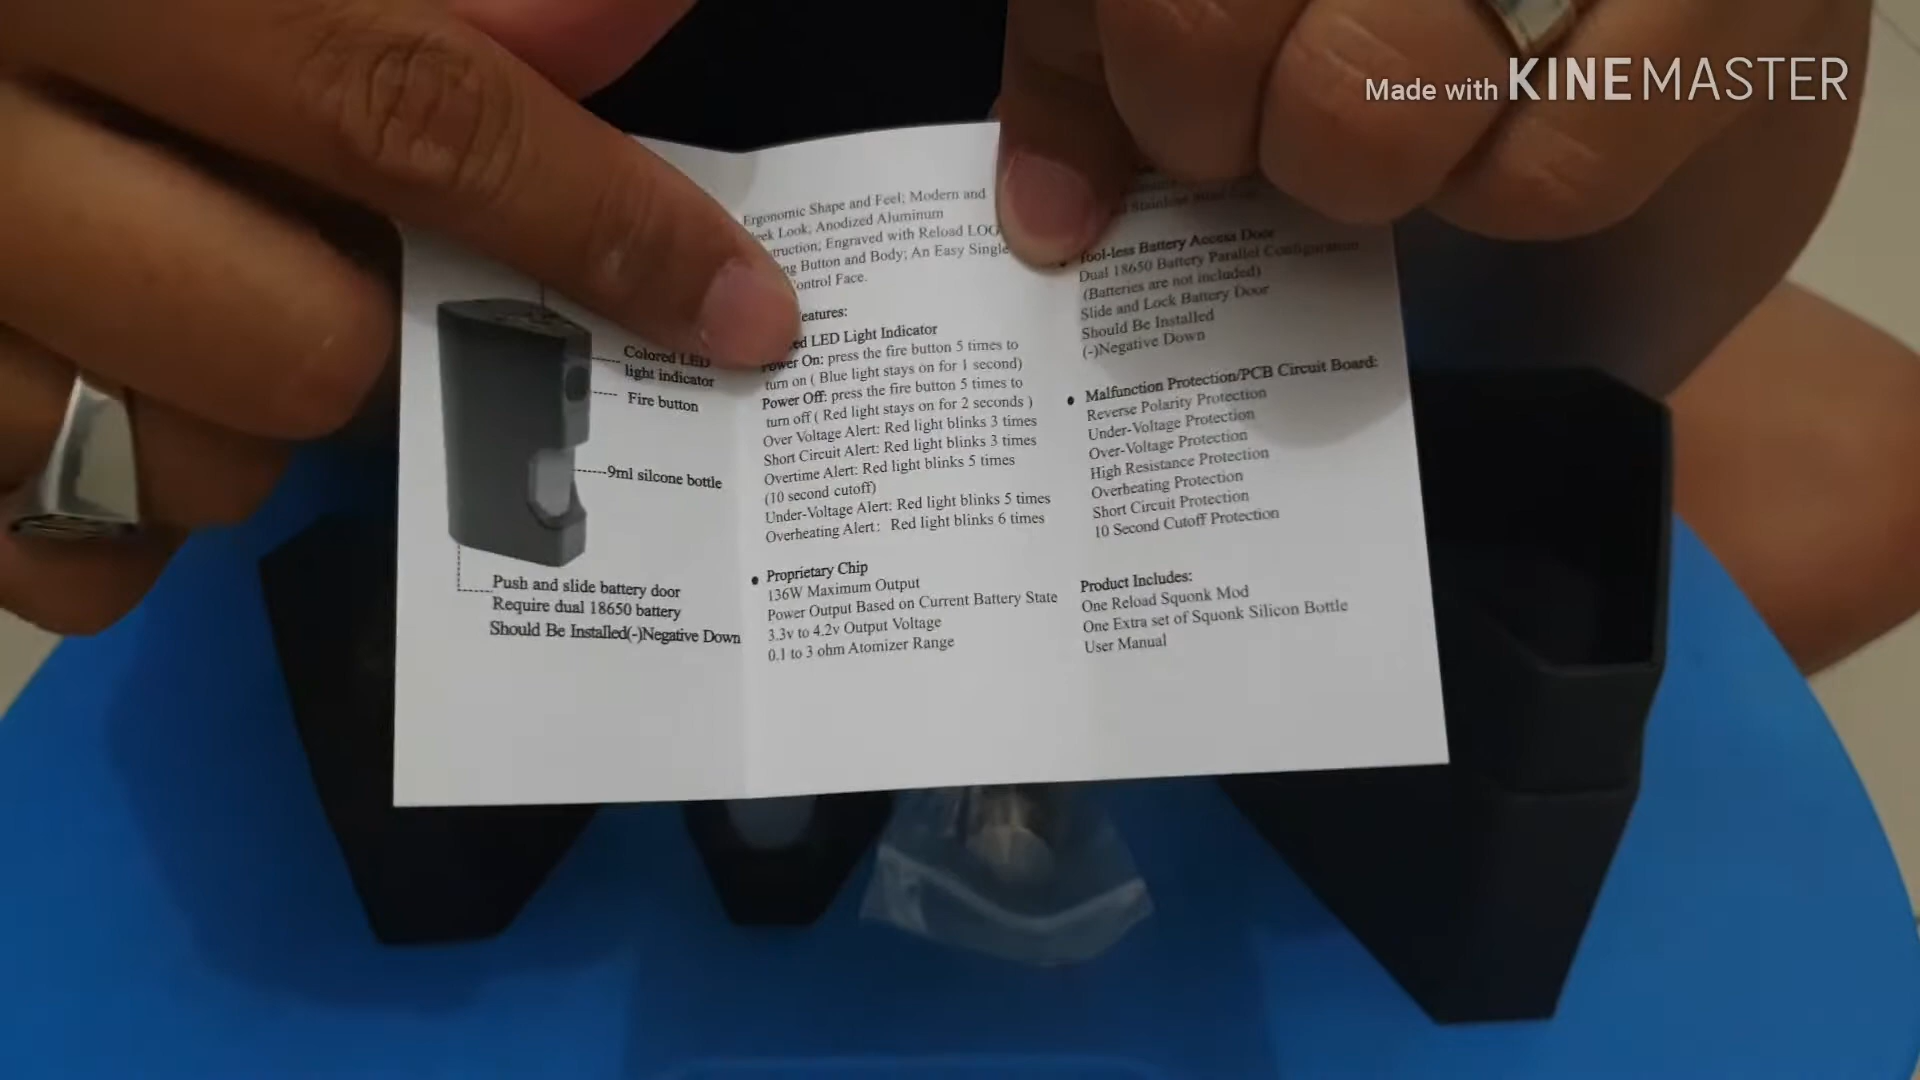 Made with KINEMASTER
Colored LED
light indicator
Fire button
9ml silcone bottle
Push and slide battery door
Require dual 18650 battery
Should Be Installed(-)Negative Down
Ergonomic Shape and Feel; Modern and
Look; Anodized Aluminum
Engraved with Reload
Button and Body; An Easy Single
Face.
LED Light Indicator
Power On: press the fire button 5 times to
turn on ( Blue light stays on for 1 second)
Power Off: press the fire button 5 times to
turn off ( Red light stays on for 2 seconds )
Over Voltage Alert: Red light blinks 3 times
Short Circuit Alert: Red light blinks 3 times
Overtime Alert: Red light blinks 5 times
(10 second cutoff)
Under-Voltage Alert: Red light blinks 5 times
Overheating Alert: Red light blinks 6 times
• Proprietary Chip
136W Maximum Output
Power Output Based on Current Battery State
3.3v to 4.2v Output Voltage
0.1 to 3 ohm Atomizer Range
Stainless
• Tool-less Battery Access Door
Dual 18650 Battery Parallel Configuration
(Batteries are not included)
Slide and Lock Battery Door
Should Be Installed
(-)Negative Down
• Malfunction Protection/PCB Circuit Board:
Reverse Polarity Protection
Under-Voltage Protection
Over-Voltage Protection
High Resistance Protection
Overheating Protection
Short Circuit Protection
10 Second Cutoff Protection
Product Includes:
One Reload Squonk Mod
One Extra set of Squonk Silicon Bottle
User Manual